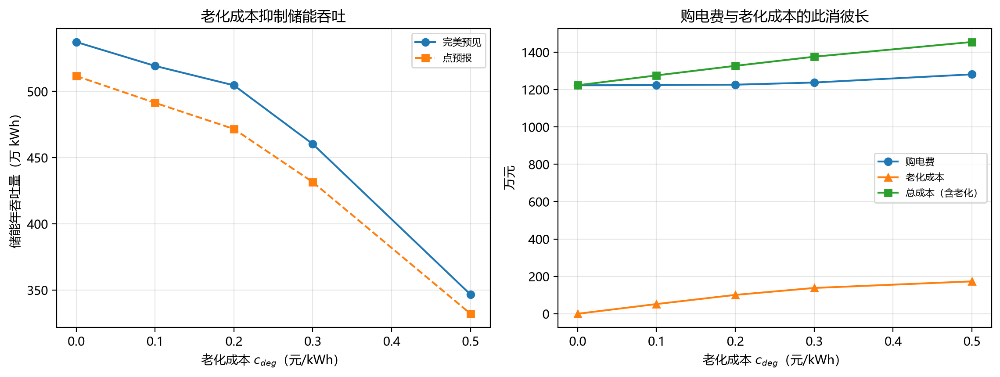 老化成本抑制储能吞吐
完美预见
点预报
储能年吞吐量（万 kWh）
500
450
400
350
0.0
0.1
0.2
0.3
0.4
0.5
老化成本 c_deg（元/kWh）
购电费与老化成本的此消彼长
购电费
老化成本
总成本（含老化）
万元
1400
1200
1000
800
600
400
200
0
0.0
0.1
0.2
0.3
0.4
0.5
老化成本 c_deg（元/kWh）